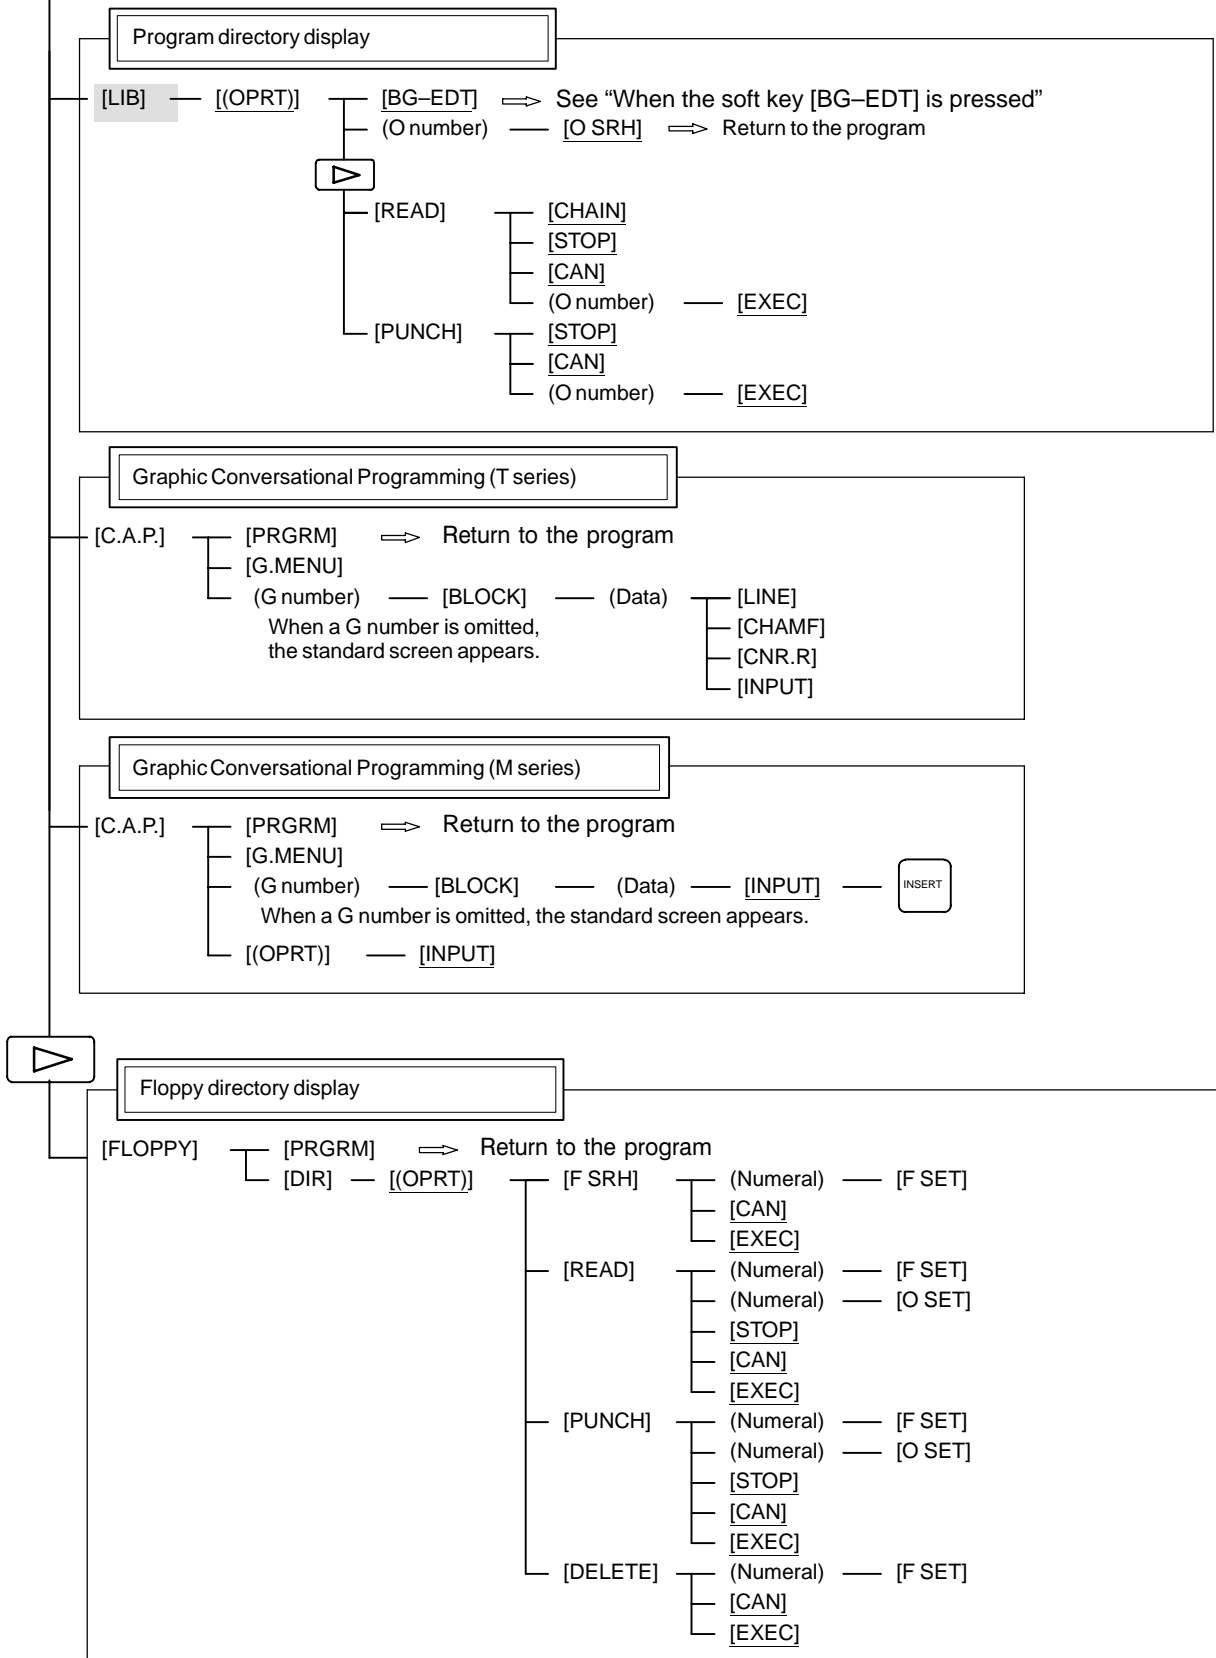 Program directory display
[LIB] [(OPRT)] [BG–EDT] See “When the soft key [BG–EDT] is pressed”
(O number) [O SRH] Return to the program
[READ] [CHAIN]
[STOP]
[CAN]
(O number) [EXEC]
[PUNCH] [STOP]
[CAN]
(O number) [EXEC]
Graphic Conversational Programming (T series)
[C.A.P.] [PRGRM] Return to the program
[G.MENU]
(G number) [BLOCK] (Data) [LINE]
When a G number is omitted, [CHAMF]
the standard screen appears. [CNR.R]
[INPUT]
Graphic Conversational Programming (M series)
[C.A.P.] [PRGRM] Return to the program
[G.MENU]
(G number) [BLOCK] (Data) [INPUT] INSERT
When a G number is omitted, the standard screen appears.
[(OPRT)] [INPUT]
Floppy directory display
[FLOPPY] [PRGRM] Return to the program
[DIR] [(OPRT)] [F SRH] (Numeral) [F SET]
[CAN]
[EXEC]
[READ] (Numeral) [F SET]
(Numeral) [O SET]
[STOP]
[CAN]
[EXEC]
[PUNCH] (Numeral) [F SET]
(Numeral) [O SET]
[STOP]
[CAN]
[EXEC]
[DELETE] (Numeral) [F SET]
[CAN]
[EXEC]